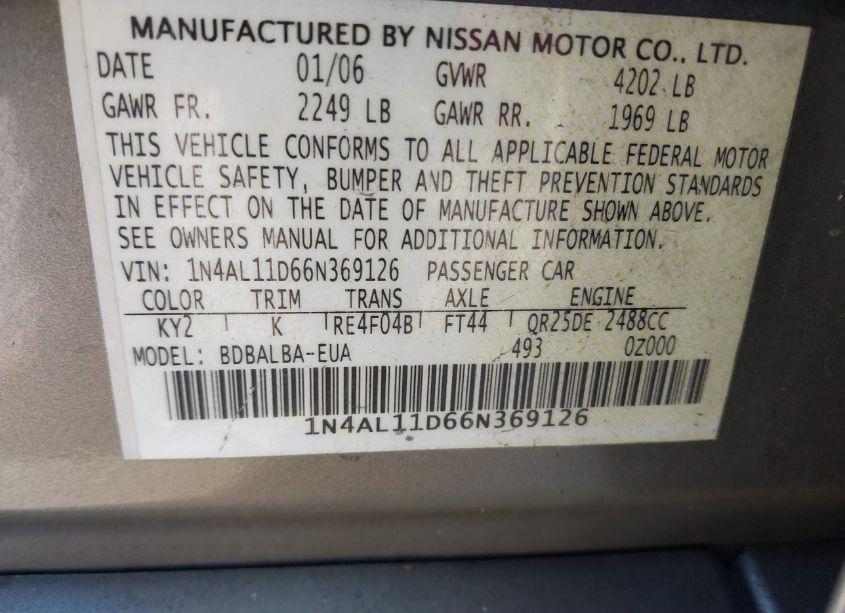 MANUFACTURED BY NISSAN MOTOR CO., LTD.
DATE 01/06 GVWR 4202 LB
GAWR FR. 2249 LB GAWR RR. 1969 LB
THIS VEHICLE CONFORMS TO ALL APPLICABLE FEDERAL MOTOR
VEHICLE SAFETY, BUMPER AND THEFT PREVENTION STANDARDS
IN EFFECT ON THE DATE OF MANUFACTURE SHOWN ABOVE.
SEE OWNERS MANUAL FOR ADDITIONAL INFORMATION.
VIN: 1N4AL11D66N369126 PASSENGER CAR
COLOR TRIM TRANS AXLE ENGINE
KY2 K RE4F04B FT44 QR25DE 2488CC
MODEL: BDBALBA-EUA 493 0Z000
1N4AL11D66N369126